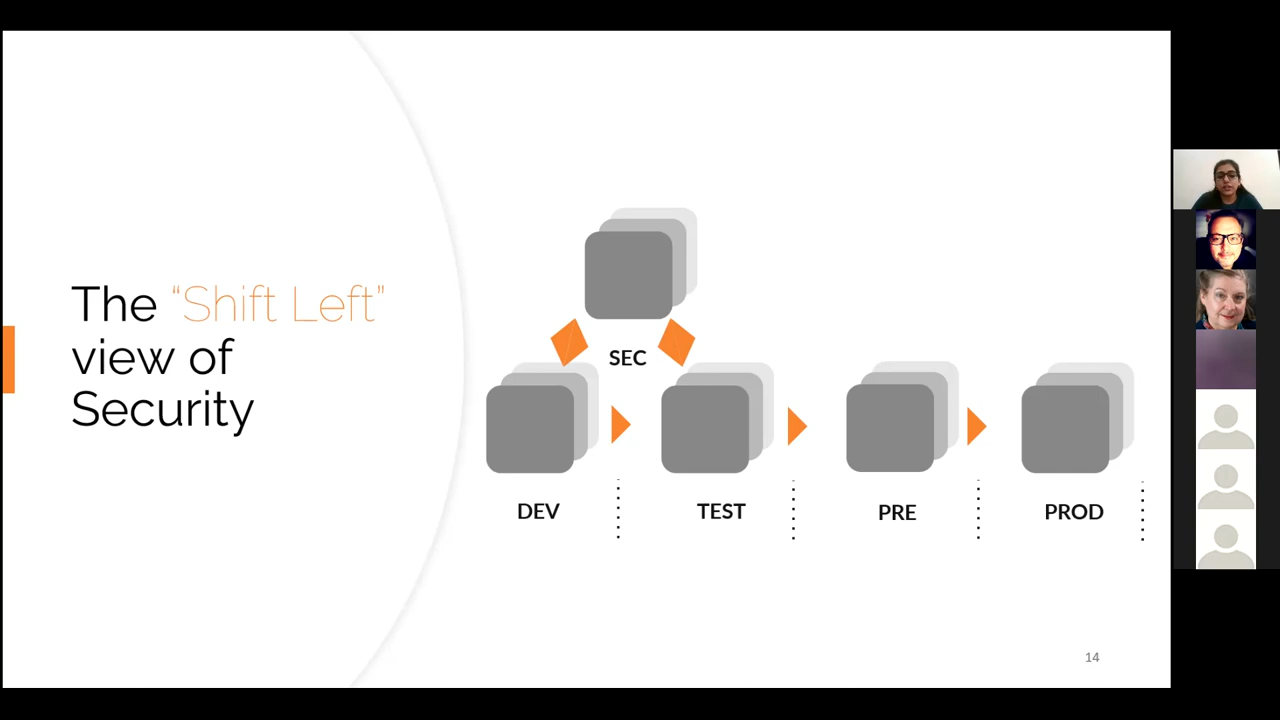 The “Shift Left”
view of
Security
SEC
DEV
TEST
PRE
PROD
14